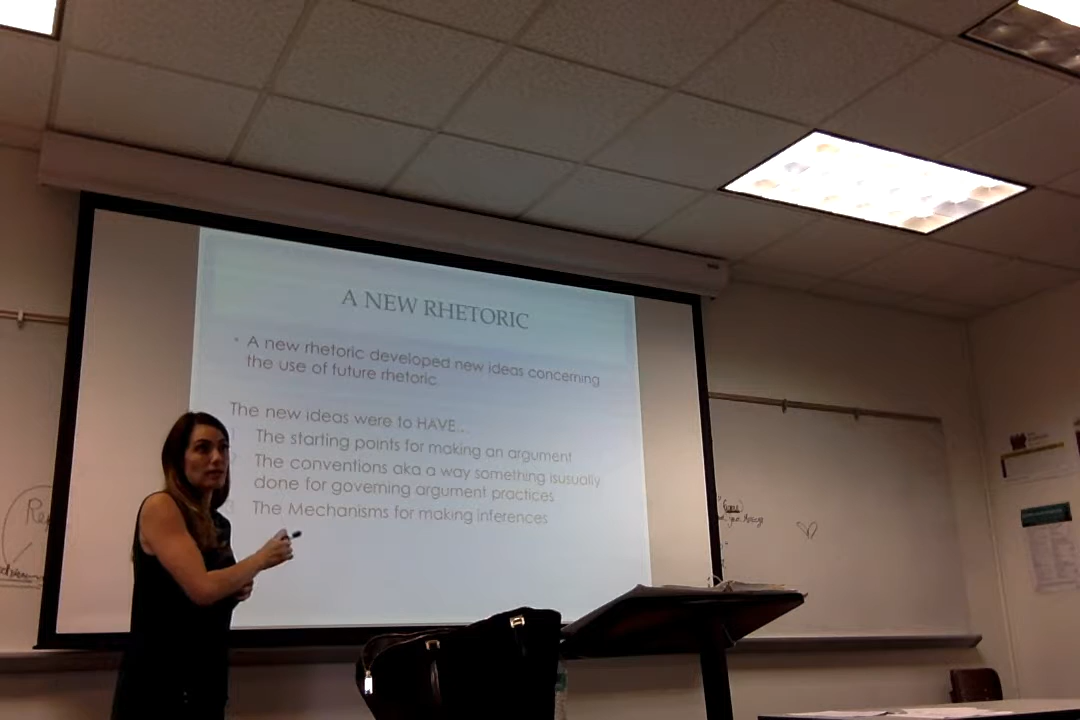 A NEW RHETORIC
• A new rhetoric developed new ideas concerning
the use of future rhetoric
The new ideas were to HAVE...
The starting points for making an argument
The conventions aka a way something isusually
done for governing argument practices
The Mechanisms for making inferences